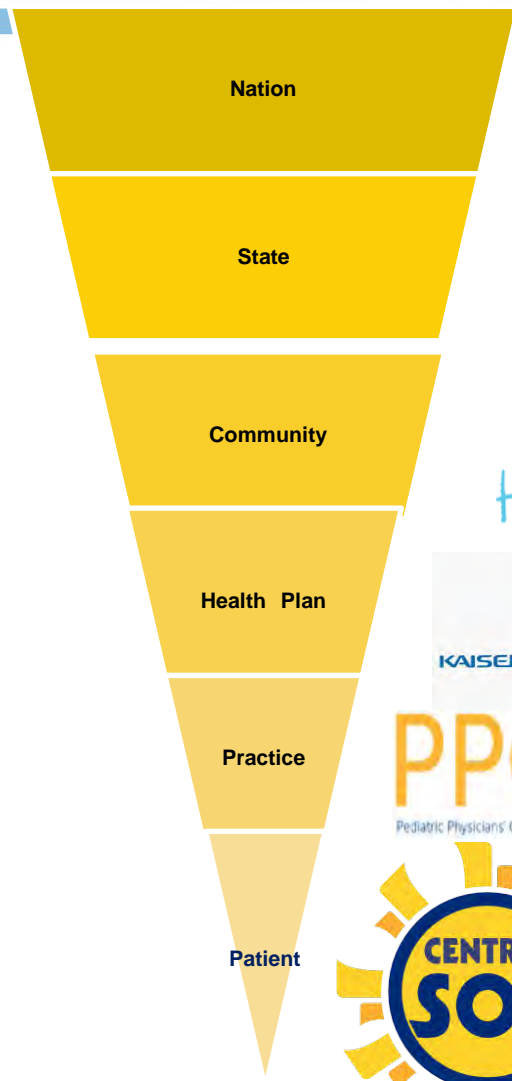 Nation
State
Community
Health Plan
H
KAISE
Practice
PP
Pediatric Physicians'
Patient
CENTR
SO